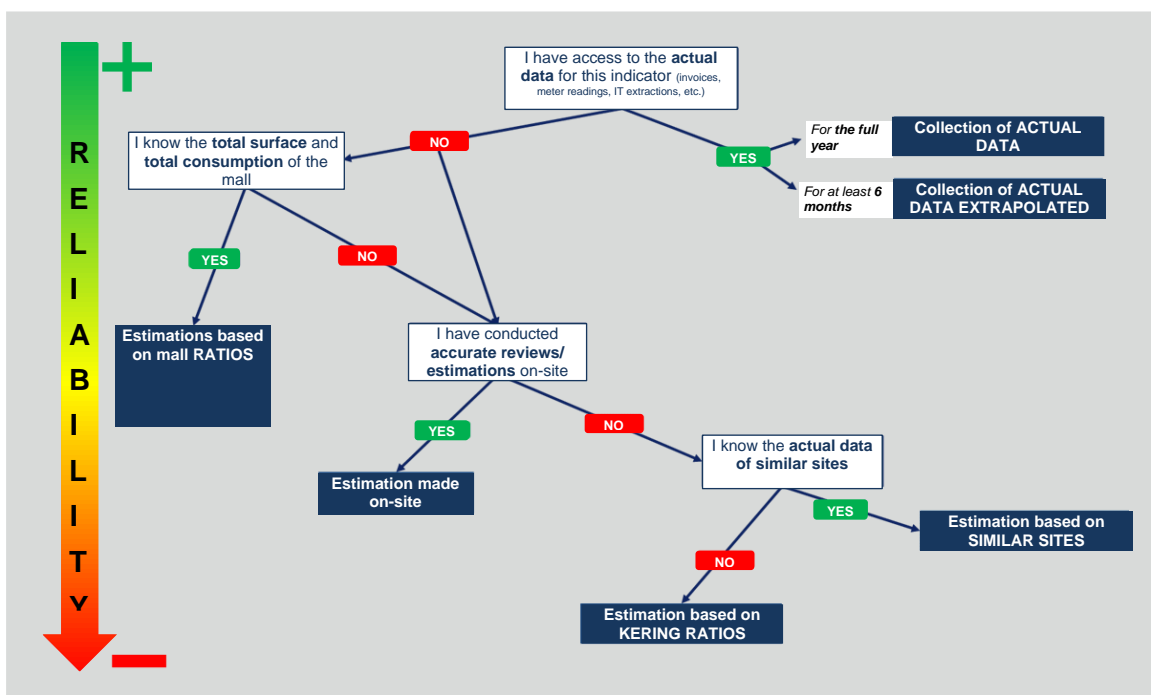 I have access to the actual
data for this indicator (invoices,
meter readings, IT extractions, etc.)
NO
YES
For the full
year
Collection of ACTUAL
DATA
For at least 6
months
Collection of ACTUAL
DATA EXTRAPOLATED
I know the total surface and
total consumption of the
mall
YES
NO
Estimations based
on mall RATIOS
I have conducted
accurate reviews/
estimations on-site
YES
NO
Estimation made
on-site
I know the actual data
of similar sites
YES
NO
Estimation based on
SIMILAR SITES
Estimation based on
KERING RATIOS
R
E
L
I
A
B
I
L
I
T
Y